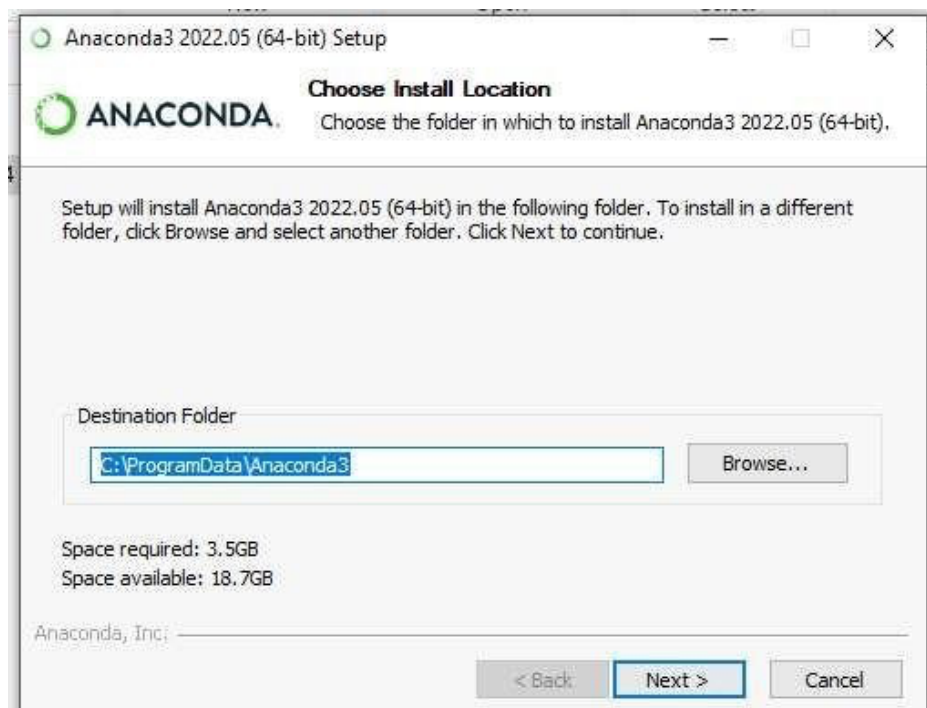 Anaconda3 2022.05 (64-bit) Setup
ANACONDA.
Choose Install Location
Choose the folder in which to install Anaconda3 2022.05 (64-bit).
Setup will install Anaconda3 2022.05 (64-bit) in the following folder. To install in a different
folder, click Browse and select another folder. Click Next to continue.
Destination Folder
C:\ProgramData\Anaconda3
Browse...
Space required: 3.5GB
Space available: 18.7GB
Anaconda, Inc.
< Back
Next >
Cancel